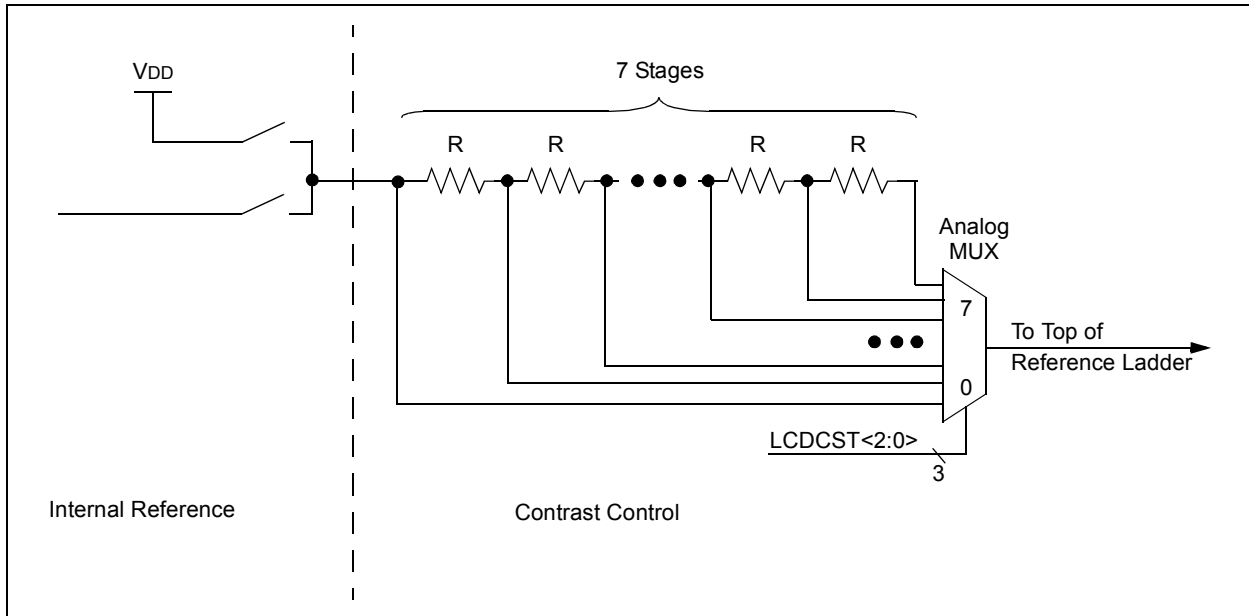 VDD
7 Stages
R
R
R
R
Analog
MUX
7
To Top of
Reference Ladder
0
LCDCST<2:0>
3
Internal Reference
Contrast Control